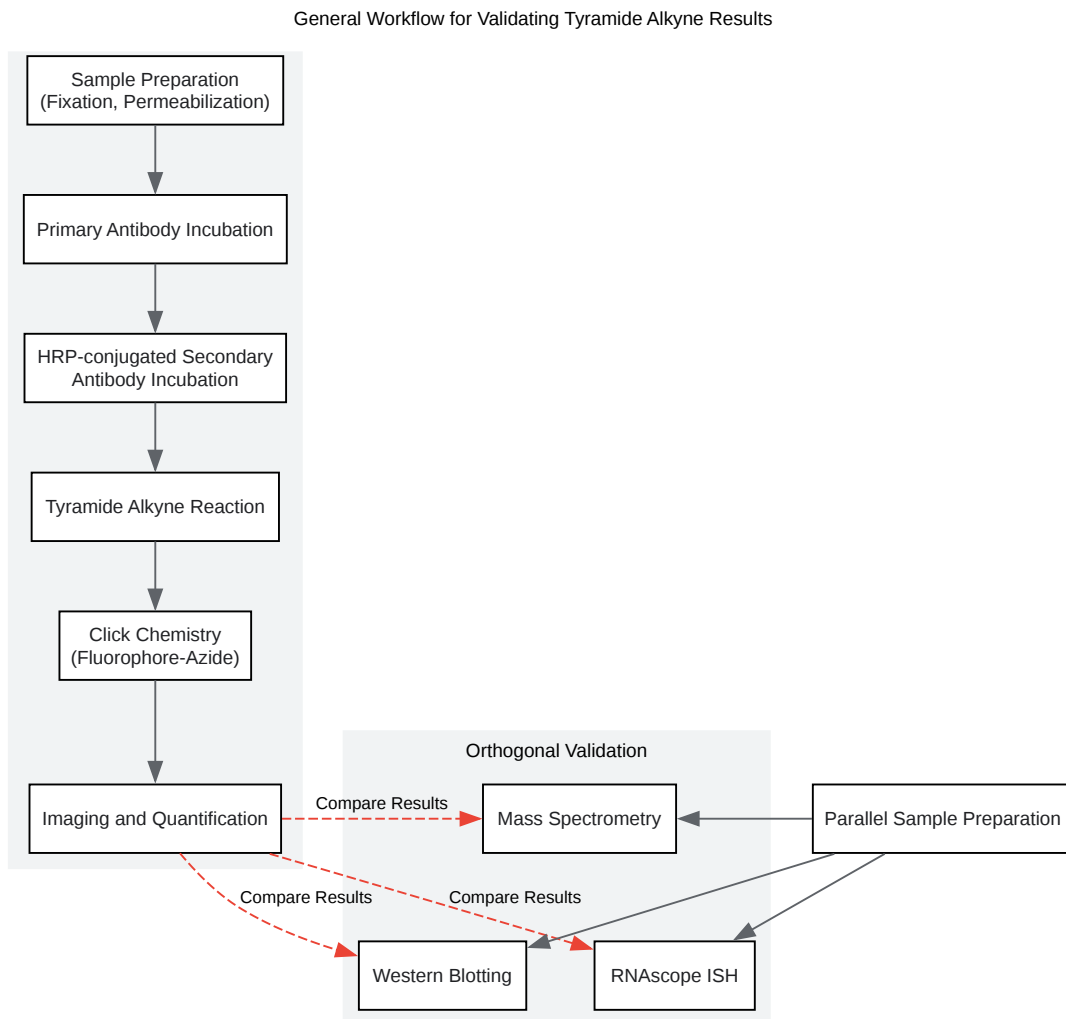 General Workflow for Validating Tyramide Alkyne Results
Sample Preparation
(Fixation, Permeabilization)
Primary Antibody Incubation
HRP-conjugated Secondary
Antibody Incubation
Tyramide Alkyne Reaction
Click Chemistry
(Fluorophore-Azide)
Imaging and Quantification
Compare Results
Compare Results
Compare Results
Orthogonal Validation
Mass Spectrometry
Parallel Sample Preparation
Western Blotting
RNAscope ISH